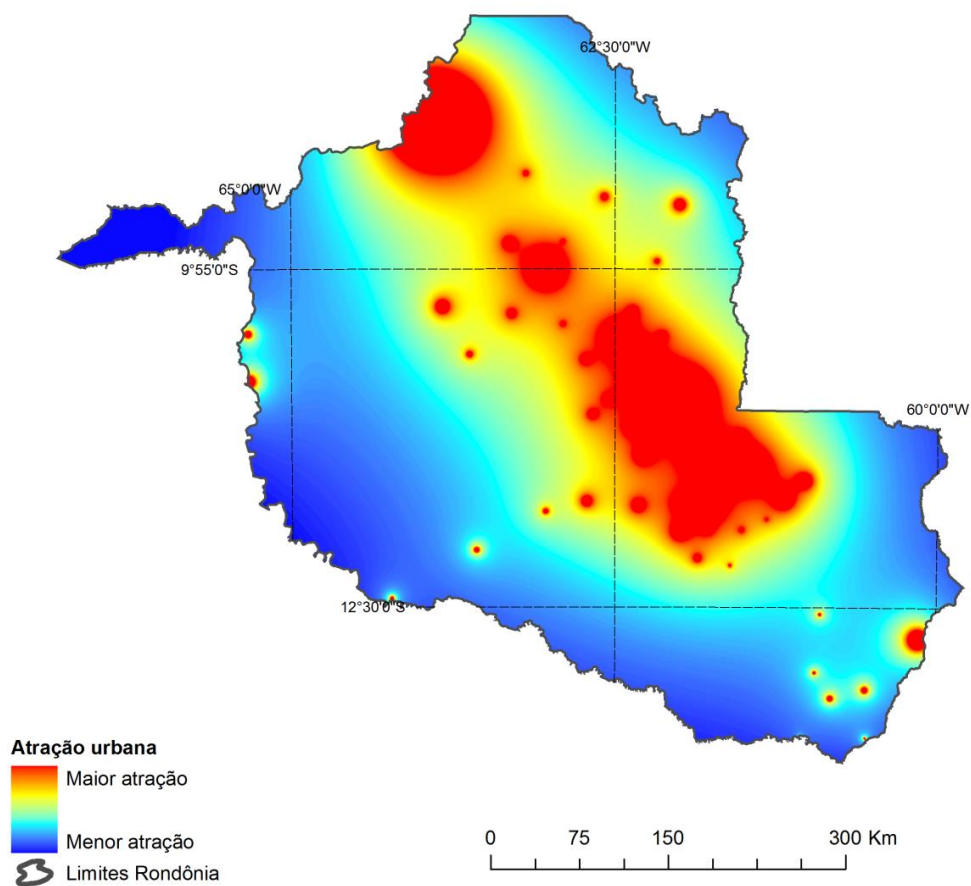 62°30'0"W
65°0'0"W
9°55'0"S
60°0'0"W
12°30'0"S
Atração urbana
Maior atração
Menor atração
Limites Rondônia
0 75 150 300 Km